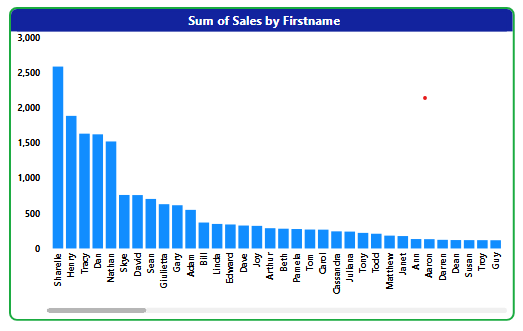 Sum of Sales by Firstname
3,000
2,500
2,000
1,500
1,000
500
0
Sharelle
Henry
Tracy
Dan
Nathan
Skye
David
Sean
Giulietta
Gary
Adam
Bill
Linda
Edward
Dave
Joy
Arthur
Beth
Pamela
Tom
Carol
Cassandra
Juliana
Tony
Todd
Matthew
Janet
Ann
Aaron
Darren
Dean
Susan
Troy
Guy